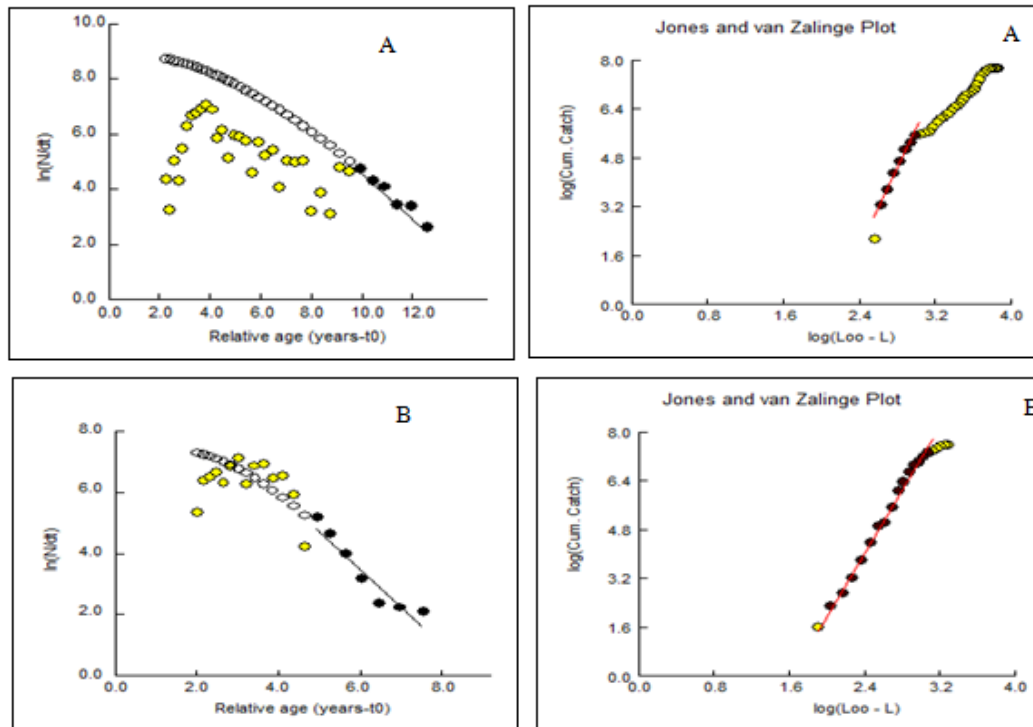 A
10.0
8.0
6.0
4.0
2.0
0.0
ln(N/dt)
0.0 2.0 4.0 6.0 8.0 10.0 12.0
Relative age (years-t0)
Jones and van Zalinge Plot
A
8.0
6.4
4.8
3.2
1.6
0.0
log(Cum. Catch)
0.0 0.8 1.6 2.4 3.2 4.0
log(Loo - L)
B
8.0
6.0
4.0
2.0
0.0
ln(N/dt)
0.0 2.0 4.0 6.0 8.0
Relative age (years-t0)
Jones and van Zalinge Plot
B
8.0
6.4
4.8
3.2
1.6
0.0
log(Cum. Catch)
0.0 0.8 1.6 2.4 3.2 4.0
log(Loo - L)